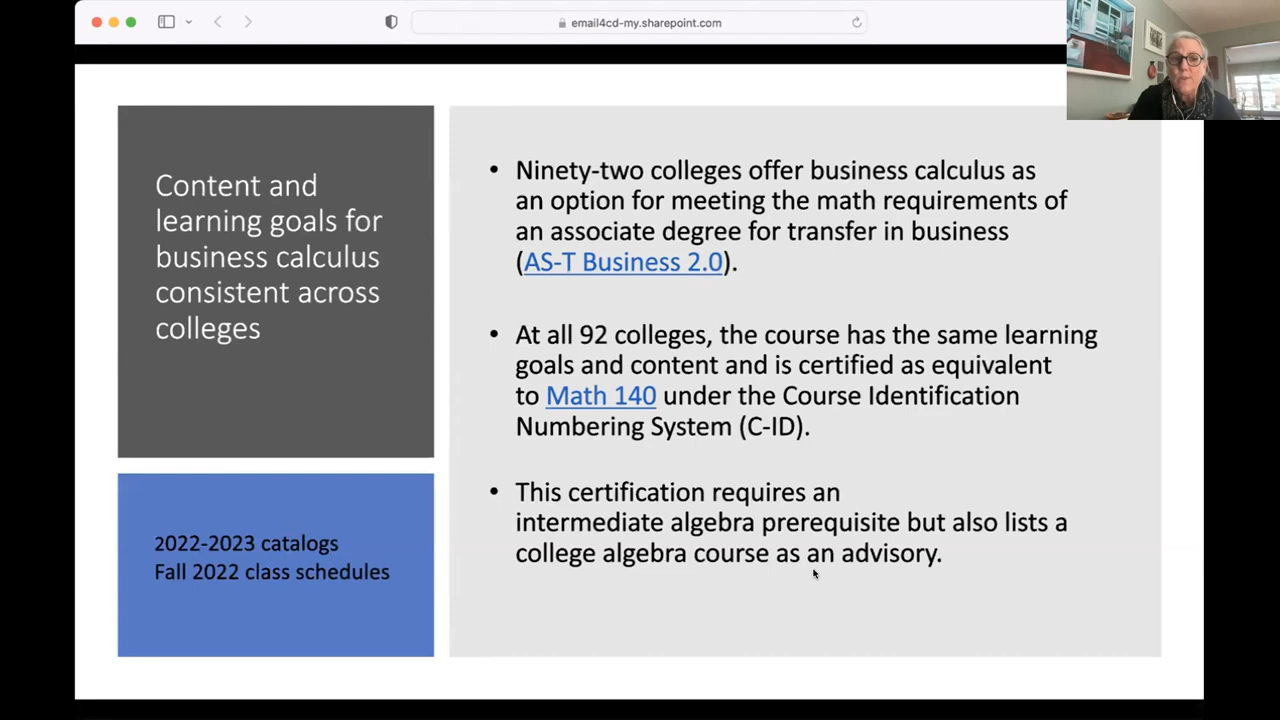 email4cd-my.sharepoint.com
Content and
learning goals for
business calculus
consistent across
colleges
2022-2023 catalogs
Fall 2022 class schedules
• Ninety-two colleges offer business calculus as
an option for meeting the math requirements of
an associate degree for transfer in business
(AS-T Business 2.0).
• At all 92 colleges, the course has the same learning
goals and content and is certified as equivalent
to Math 140 under the Course Identification
Numbering System (C-ID).
• This certification requires an
intermediate algebra prerequisite but also lists a
college algebra course as an advisory.